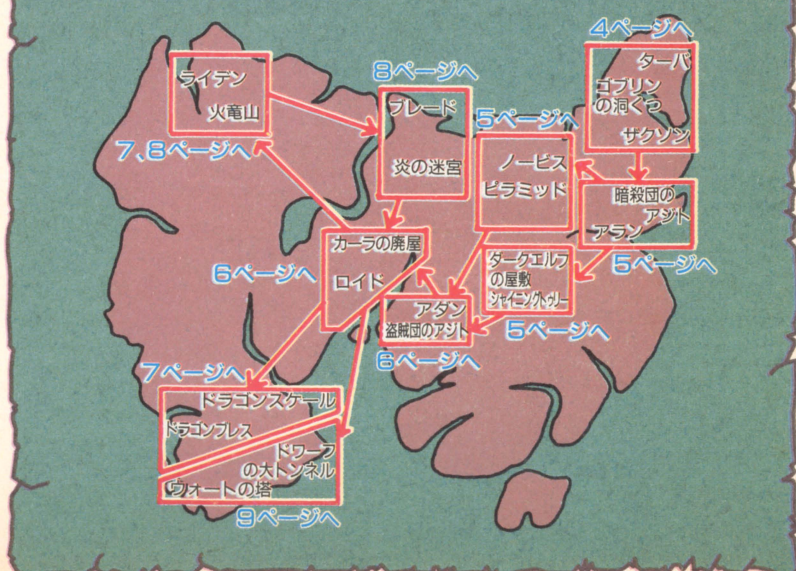 4ページへ
ターバ
ゴブリン
の洞くつ
ザクソン
ライデン
火竜山
7、8ページへ
8ページへ
ブレード
炎の迷宮
5ページへ
ノービス
ピラミッド
暗殺団の
アジト
アラン
5ページへ
カーラの廃屋
ロイド
6ページへ
ダークエルフ
の屋敷
シャイニングトゥリー
5ページへ
アダン
盗賊団のアジト
6ページへ
7ページへ
ドラゴンスケール
ドラゴンブレス
ドワーフ
の大トンネル
ウォートの塔
9ページへ